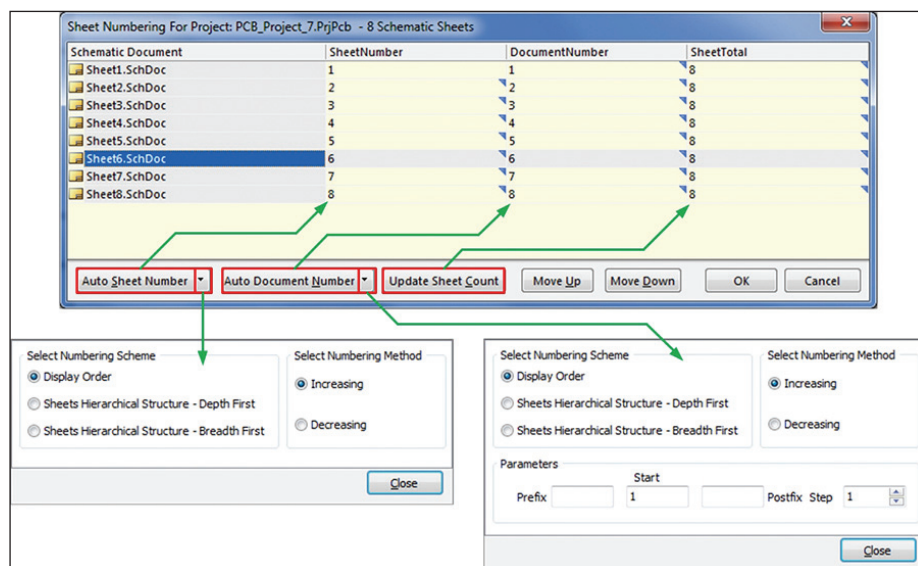 Sheet Numbering For Project: PCB_Project_7.PrjPcb - 8 Schematic Sheets
Schematic Document SheetNumber DocumentNumber SheetTotal
Sheet1.SchDoc 1 1 8
Sheet2.SchDoc 2 2 8
Sheet3.SchDoc 3 3 8
Sheet4.SchDoc 4 4 8
Sheet5.SchDoc 5 5 8
Sheet6.SchDoc 6 6 8
Sheet7.SchDoc 7 7 8
Sheet8.SchDoc 8 8 8
Auto Sheet Number Auto Document Number Update Sheet Count Move Up Move Down OK Cancel
Select Numbering Scheme Select Numbering Method
Display Order Increasing
Sheets Hierarchical Structure - Depth First
Sheets Hierarchical Structure - Breadth First Decreasing
Close
Select Numbering Scheme Select Numbering Method
Display Order Increasing
Sheets Hierarchical Structure - Depth First
Sheets Hierarchical Structure - Breadth First Decreasing
Parameters
Start
Prefix 1 Postfix Step 1
Close